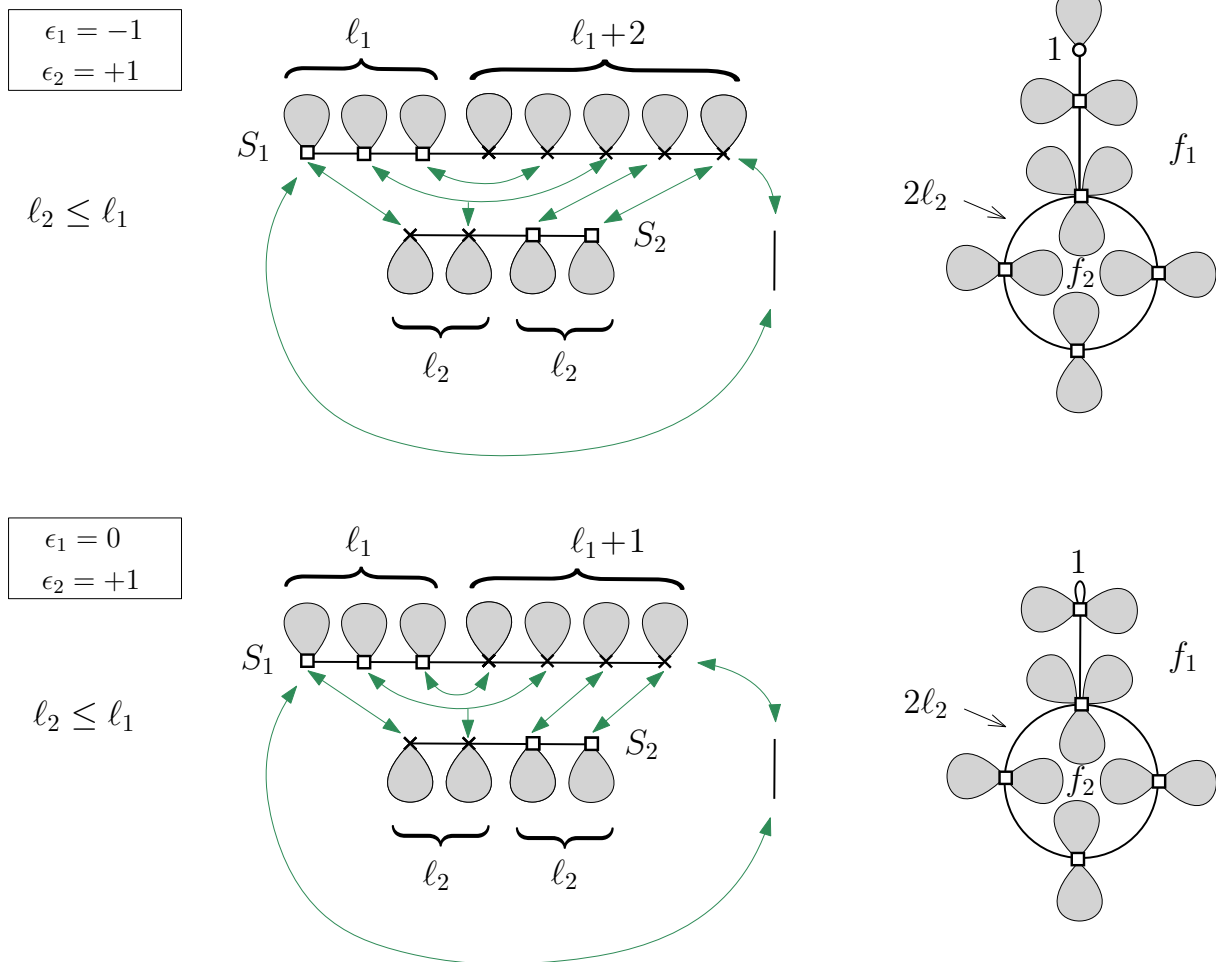 ϵ₁ = −1
ϵ₂ = +1
ℓ₁
ℓ₁+2
1
S₁
f₁
ℓ₂ ≤ ℓ₁
2ℓ₂
S₂
f₂
ℓ₂
ℓ₂
ϵ₁ = 0
ϵ₂ = +1
ℓ₁
ℓ₁+1
1
S₁
f₁
ℓ₂ ≤ ℓ₁
2ℓ₂
S₂
f₂
ℓ₂
ℓ₂